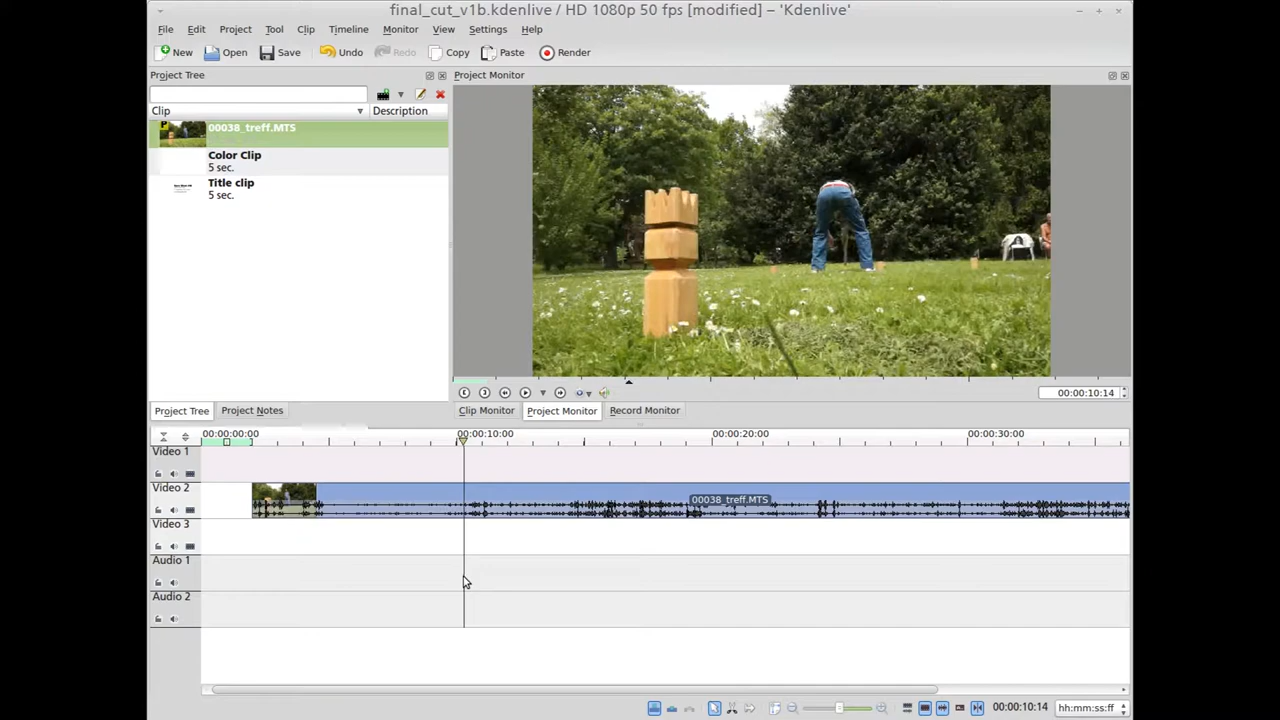 final_cut_v1b.kdenlive / HD 1080p 50 fps [modified] – 'Kdenlive'
File Edit Project Tool Clip Timeline Monitor View Settings Help
New Open Save Undo Redo Copy Paste Render
Project Tree
Project Monitor
Clip Description
00038_treff.MTS
Color Clip
5 sec.
Title clip
5 sec.
00:00:10:14
Project Tree Project Notes
Clip Monitor Project Monitor Record Monitor
00:00:00:00 00:00:10:00 00:00:20:00 00:00:30:00
Video 1
Video 2
00038_treff.MTS
Video 3
Audio 1
Audio 2
00:00:10:14 hh:mm:ss:ff